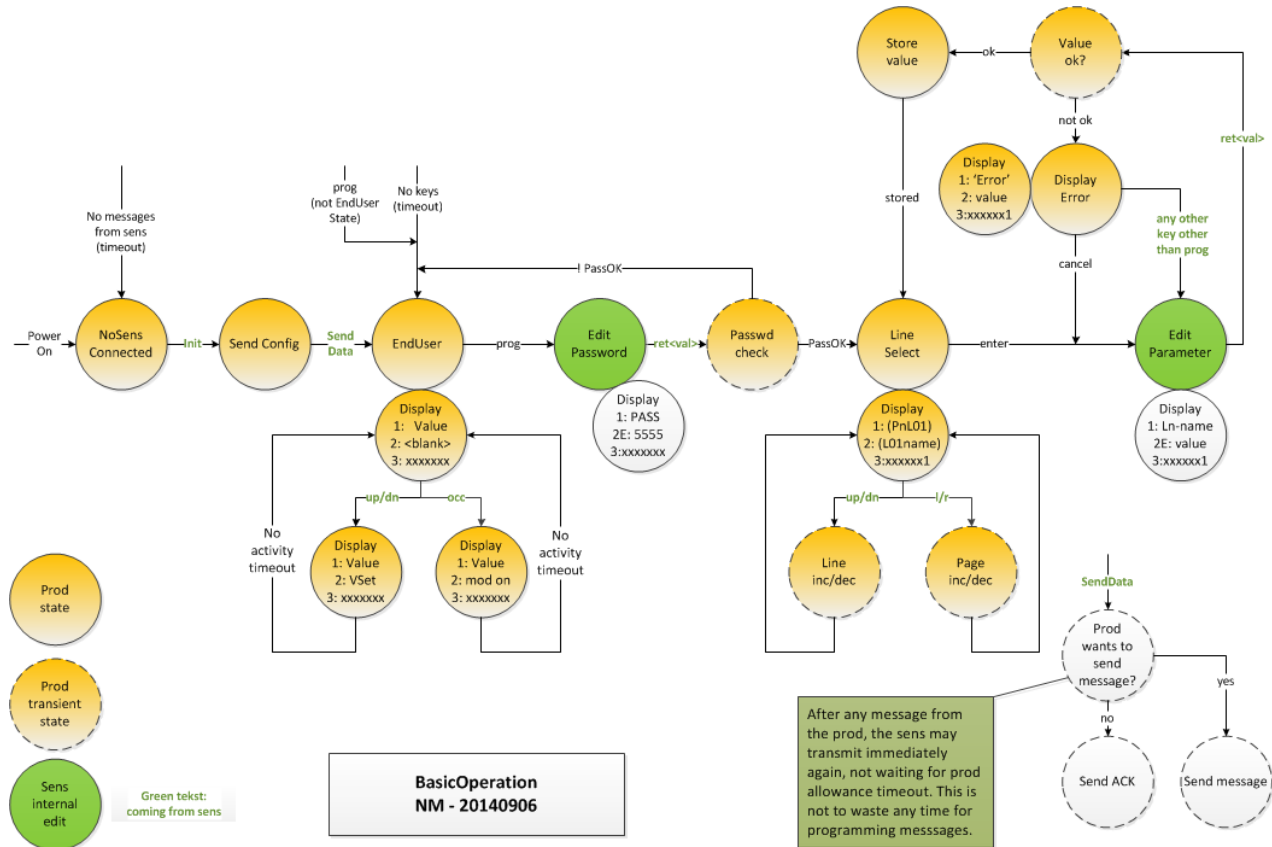 Store
value
ok
Value
ok?
not ok
ret<val>
Display
1: ‘Error’
2: value
3:xxxxxx1
Display
Error
prog
(not EndUser
State)
No keys
(timeout)
No messages
from sens
(timeout)
stored
any other
key other
than prog
cancel
! PassOK
Power
On
NoSens
Connected
Init
Send Config
Send
Data
EndUser
prog
Edit
Password
ret<val>
Passwd
check
PassOK
Line
Select
enter
Edit
Parameter
Display
1: Value
2: <blank>
3: xxxxxxx
Display
1: PASS
2E: 5555
3:xxxxxxx
Display
1: (PnL01)
2: (L01name)
3:xxxxxx1
Display
1: Ln-name
2E: value
3:xxxxxx1
up/dn
occ
No
activity
timeout
Display
1: Value
2: VSet
3: xxxxxxx
Display
1: Value
2: mod on
3: xxxxxxx
No
activity
timeout
up/dn
l/r
Line
inc/dec
Page
inc/dec
SendData
Prod
wants to
send
message?
yes
no
Send ACK
Send message
Prod
state
Prod
transient
state
Sens
internal
edit
Green tekst:
coming from sens
BasicOperation
NM - 20140906
After any message from
the prod, the sens may
transmit immediately
again, not waiting for prod
allowance timeout. This is
not to waste any time for
programming messsages.